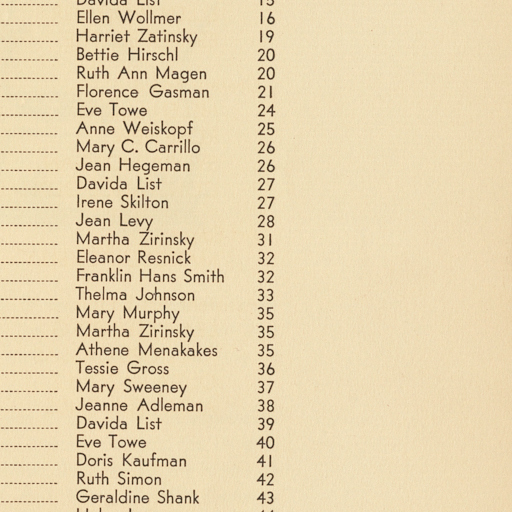 Davida List 15
Ellen Wollmer 16
Harriet Zatinsky 19
Bettie Hirschl 20
Ruth Ann Magen 20
Florence Gasman 21
Eve Towe 24
Anne Weiskopf 25
Mary C. Carrillo 26
Jean Hegeman 26
Davida List 27
Irene Skilton 27
Jean Levy 28
Martha Zirinsky 31
Eleanor Resnick 32
Franklin Hans Smith 32
Thelma Johnson 33
Mary Murphy 35
Martha Zirinsky 35
Athene Menakakes 35
Tessie Gross 36
Mary Sweeney 37
Jeanne Adleman 38
Davida List 39
Eve Towe 40
Doris Kaufman 41
Ruth Simon 42
Geraldine Shank 43